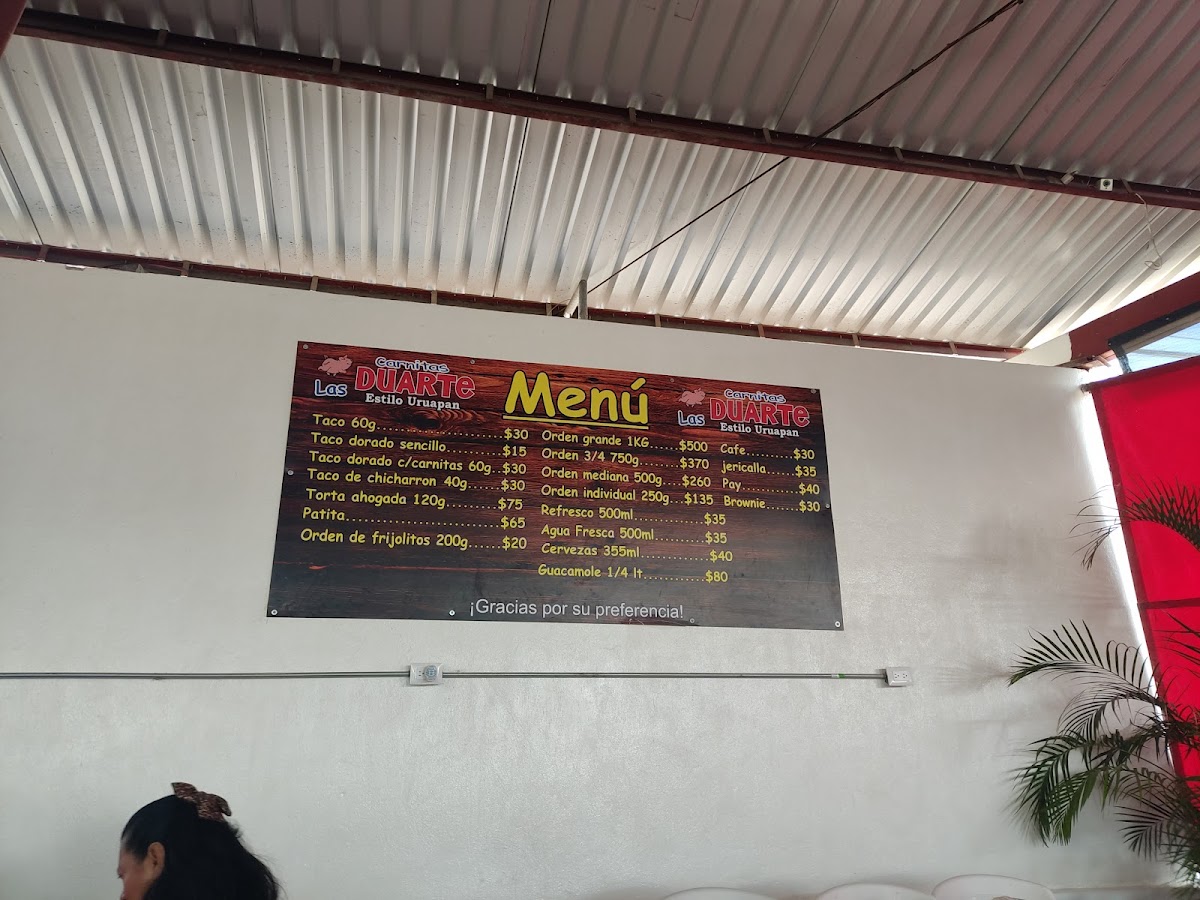 Las Carnitas DUARTE
Estilo Uruapan
Menú
Las Carnitas DUARTE
Estilo Uruapan
Taco 60g.........................$30
Taco dorado sencillo..........$15
Taco dorado c/carnitas 60g..$30
Taco de chicharron 40g......$30
Torta ahogada 120g.........$75
Patita..............................$65
Orden de frijolitos 200g......$20
Orden grande 1KG......$500
Orden 3/4 750g........$370
Orden mediana 500g....$260
Orden individual 250g...$135
Refresco 500ml..............$35
Agua Fresca 500ml..........$35
Cervezas 355ml..............$40
Guacamole 1/4 lt............$80
Cafe..........$30
jericalla......$35
Pay............$40
Brownie.......$30
¡Gracias por su preferencia!